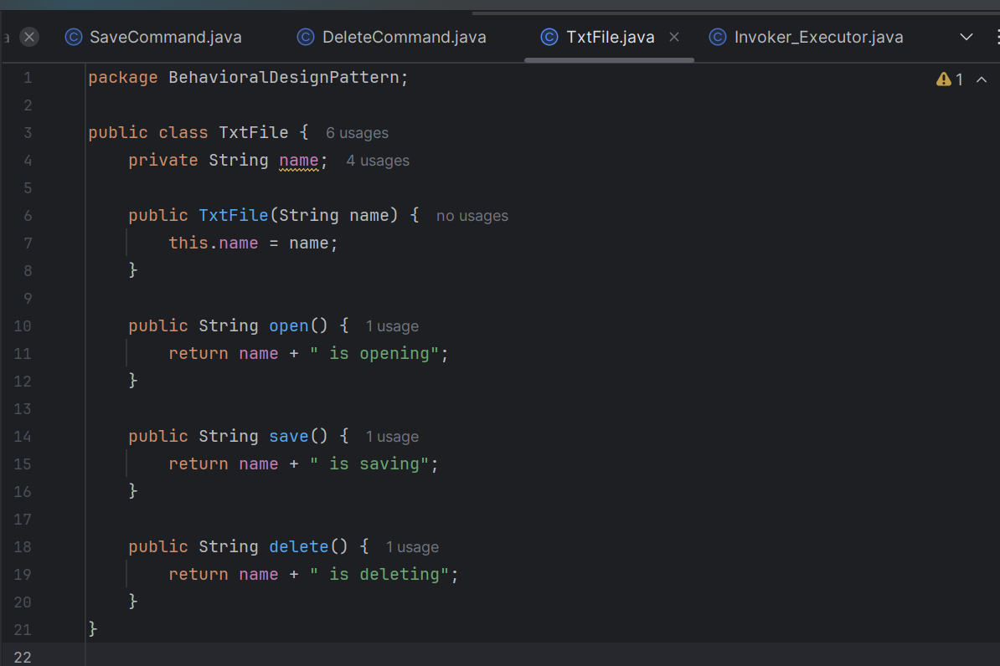 a SaveCommand.java DeleteCommand.java TxtFile.java Invoker_Executor.java
1 package BehavioralDesignPattern; 1
2
3 public class TxtFile { 6 usages
4 private String name; 4 usages
5
6 public TxtFile(String name) { no usages
7 this.name = name;
8 }
9
10 public String open() { 1 usage
11 return name + " is opening";
12 }
13
14 public String save() { 1 usage
15 return name + " is saving";
16 }
17
18 public String delete() { 1 usage
19 return name + " is deleting";
20 }
21 }
22